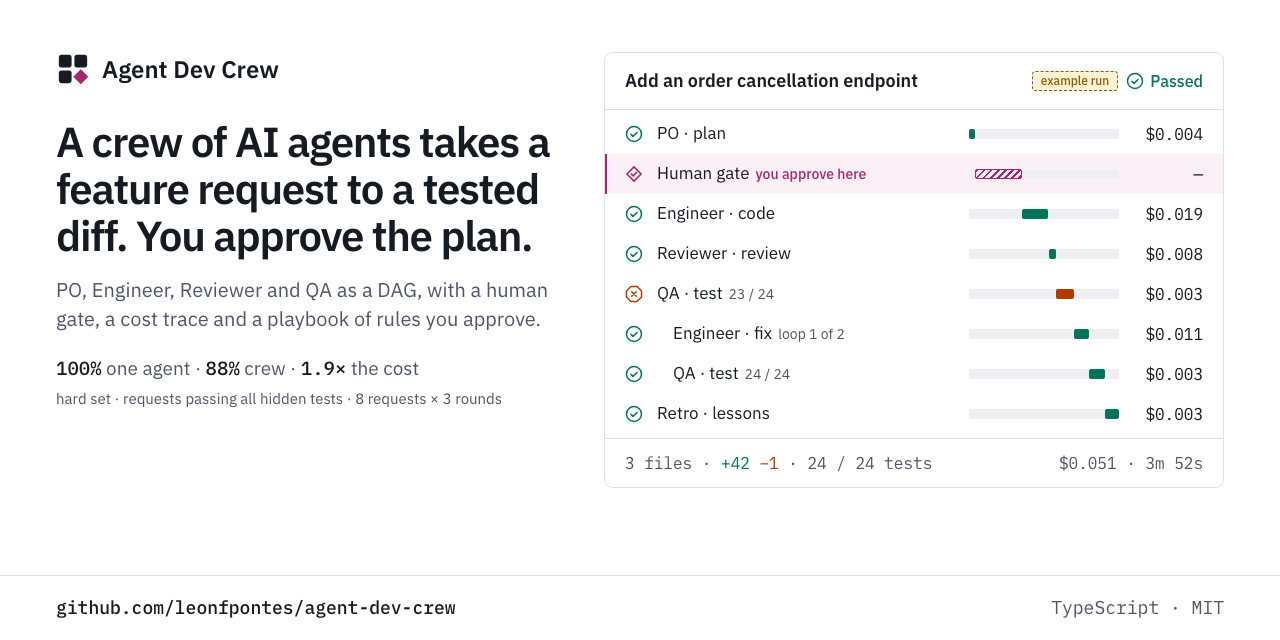 Agent Dev Crew
A crew of AI agents takes a
feature request to a tested
diff. You approve the plan.
PO, Engineer, Reviewer and QA as a DAG, with a human
gate, a cost trace and a playbook of rules you approve.
100% one agent · 88% crew · 1.9× the cost
hard set · requests passing all hidden tests · 8 requests × 3 rounds
Add an order cancellation endpoint example run Passed
PO · plan $0.004
Human gate you approve here –
Engineer · code $0.019
Reviewer · review $0.008
QA · test 23 / 24 $0.003
Engineer · fix loop 1 of 2 $0.011
QA · test 24 / 24 $0.003
Retro · lessons $0.003
3 files · +42 −1 · 24 / 24 tests $0.051 · 3m 52s
github.com/leonfpontes/agent-dev-crew TypeScript · MIT